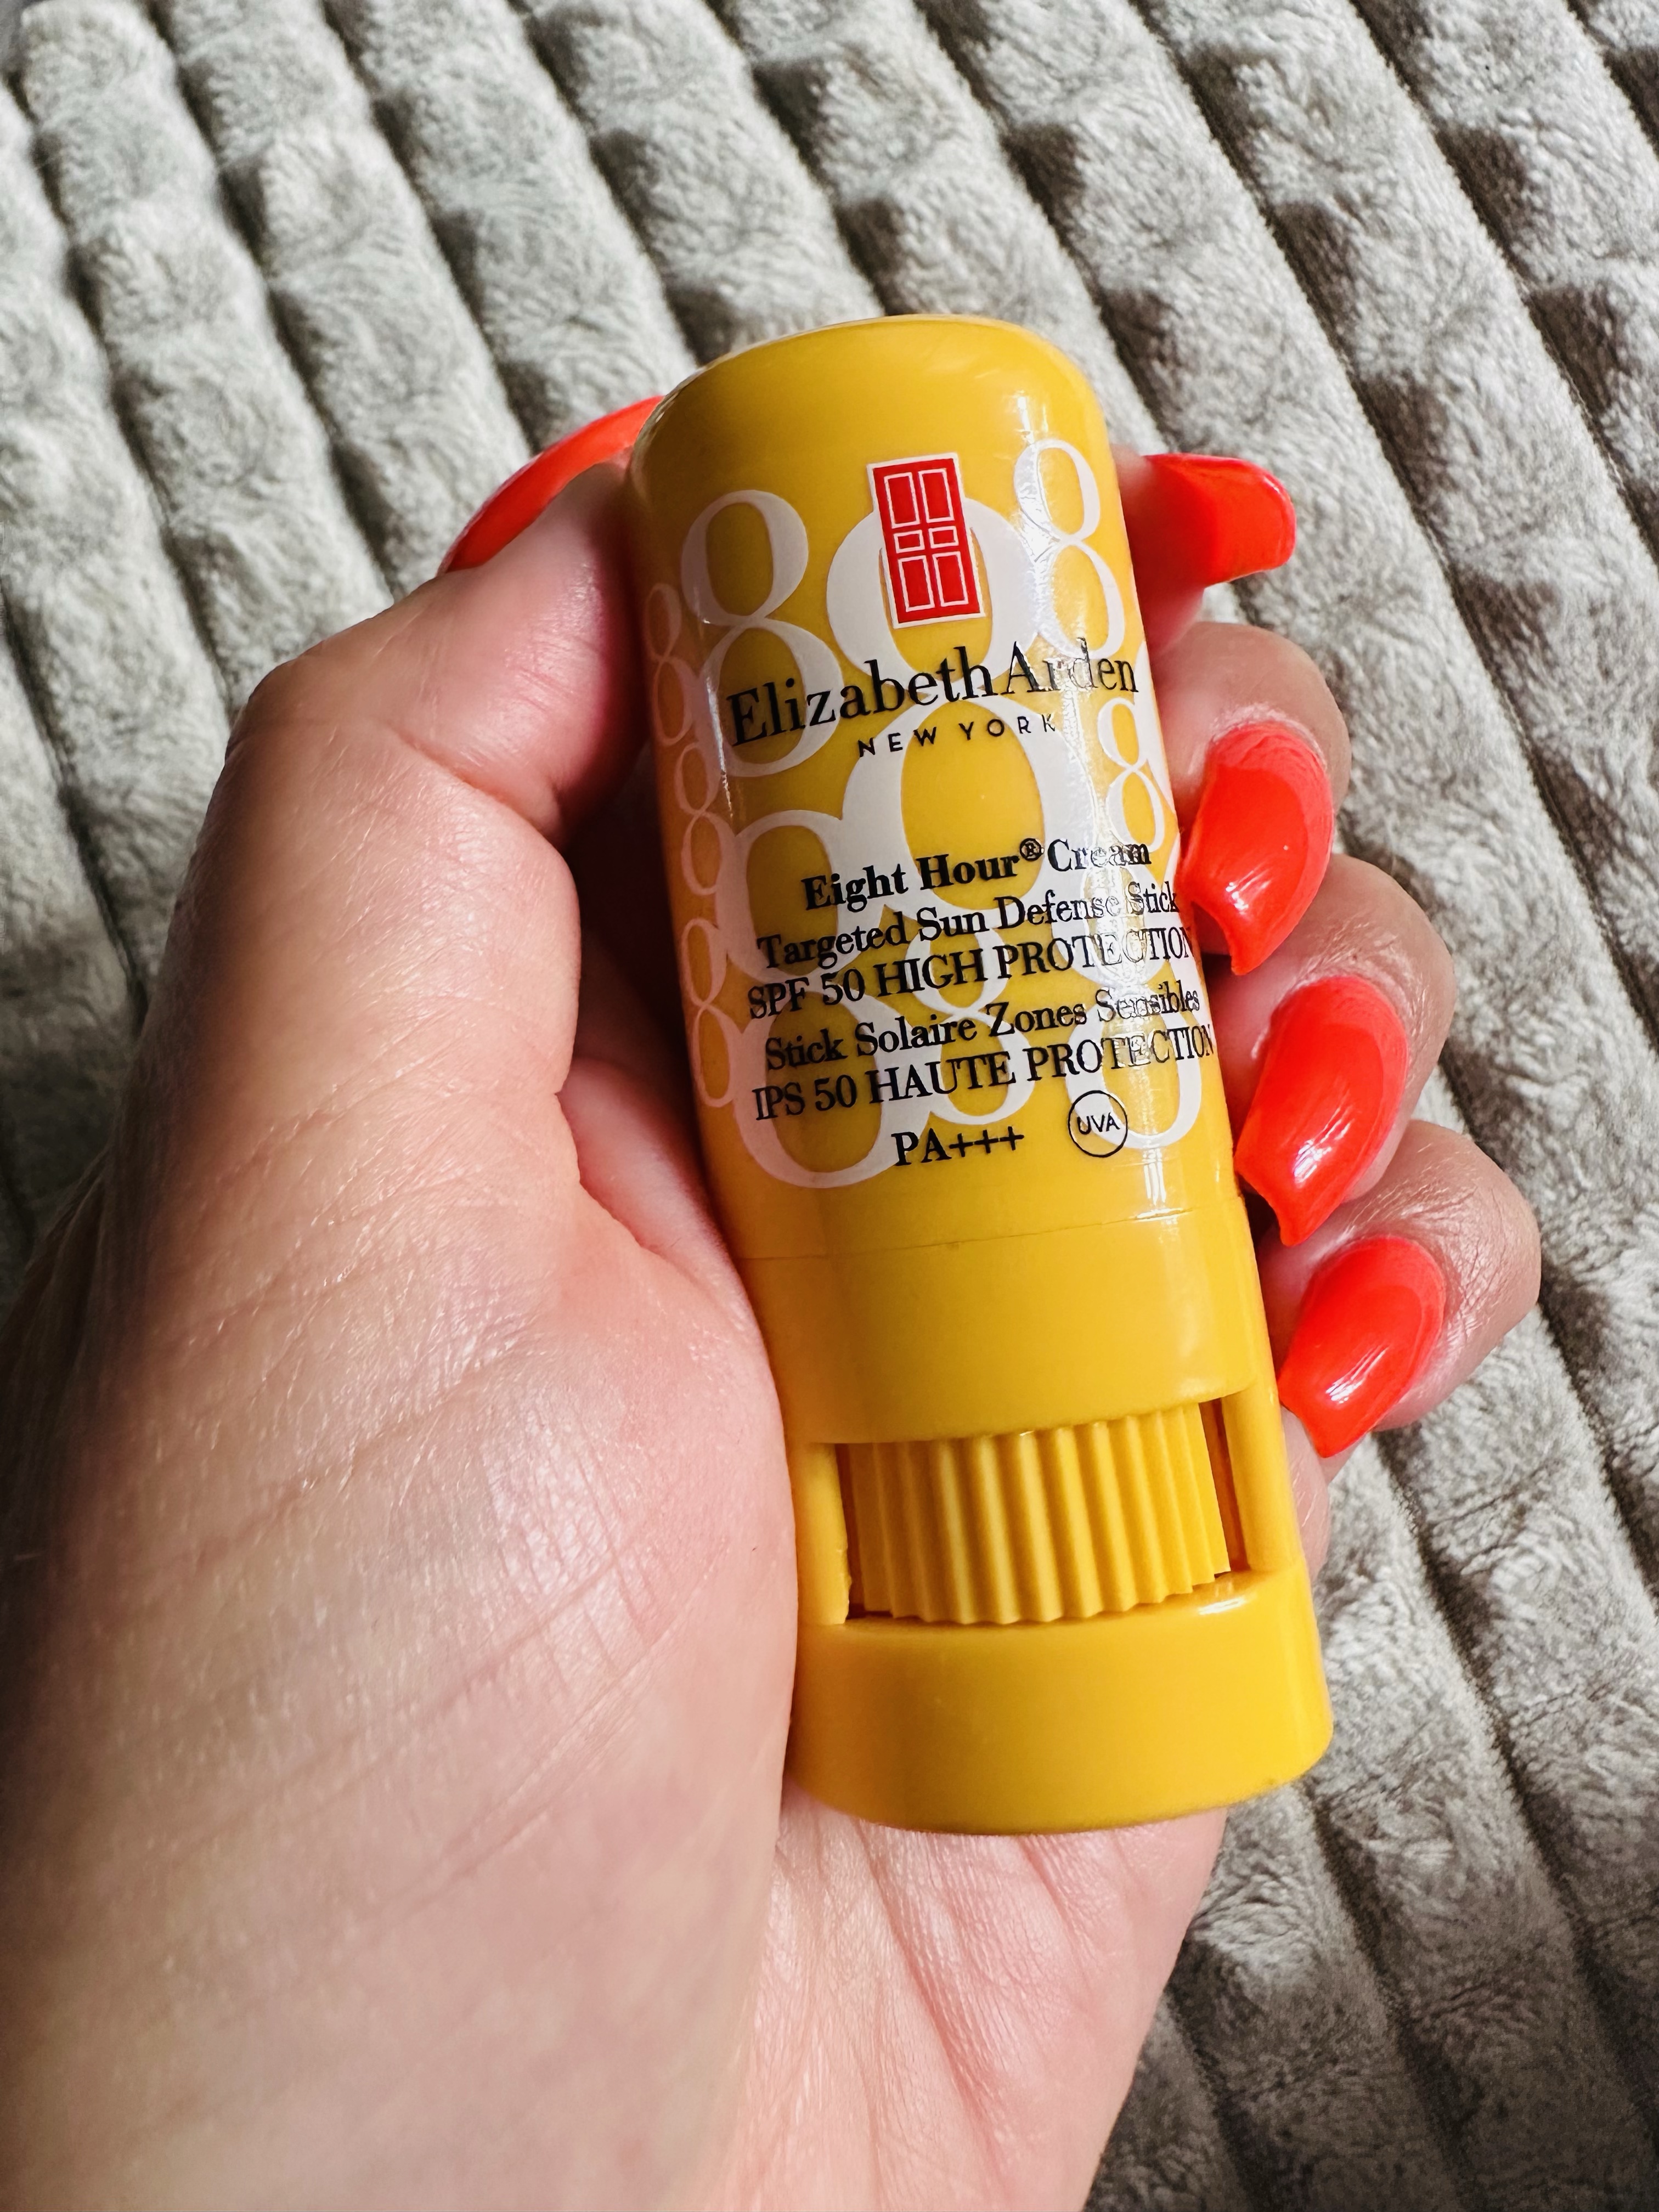 Elizabeth Arden
NEW YORK
Eight Hour® Cream
Targeted Sun Defense Stick
SPF 50 HIGH PROTECTION
Stick Solaire Zones Sensibles
IPS 50 HAUTE PROTECTION
PA+++ UVA